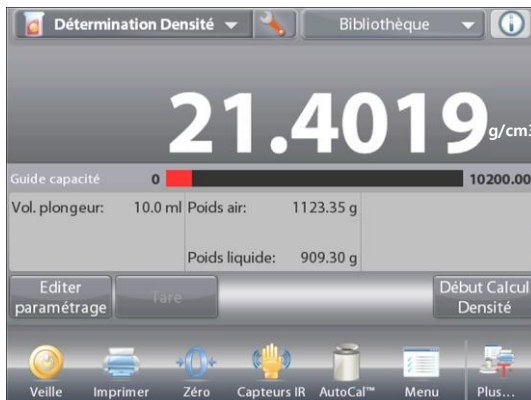 Détermination Densité
Bibliothèque
21.4019 g/cm3
Guide capacité 0 10200.00
Vol. plongeur: 10.0 ml Poids air: 1123.35 g
Poids liquide: 909.30 g
Editer paramétrage
Tare
Début Calcul Densité
Veille Imprimer Zéro Capteurs IR AutoCal™ Menu Plus...